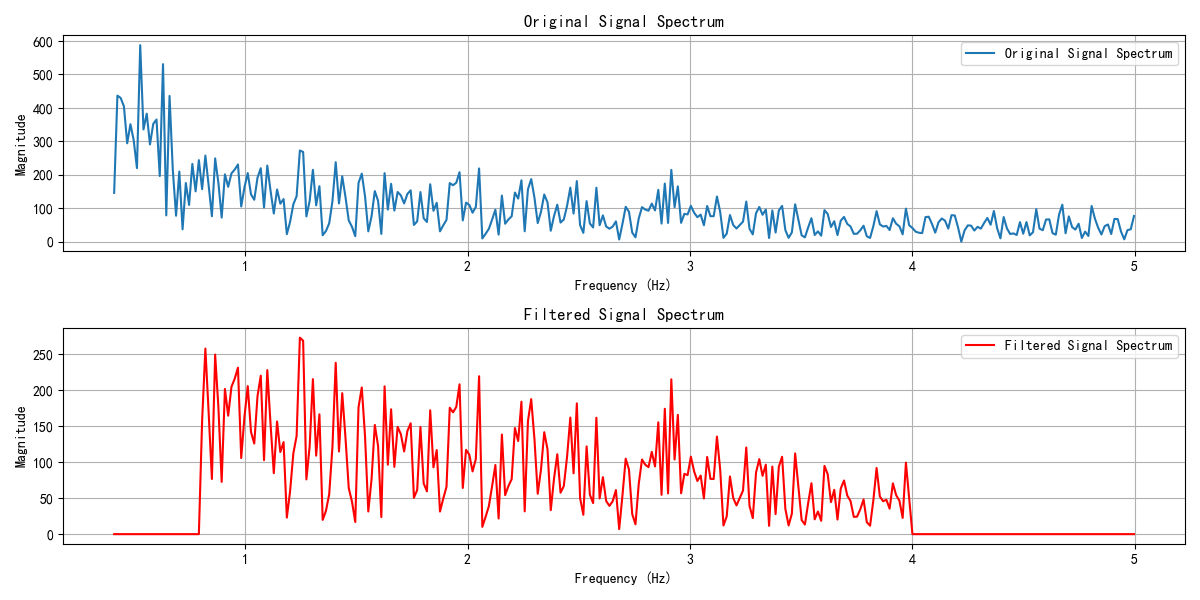 Original Signal Spectrum
600
500
400
300
200
100
0
Magnitude
Original Signal Spectrum
1
2
3
4
5
Frequency (Hz)
Filtered Signal Spectrum
250
200
150
100
50
0
Magnitude
Filtered Signal Spectrum
1
2
3
4
5
Frequency (Hz)